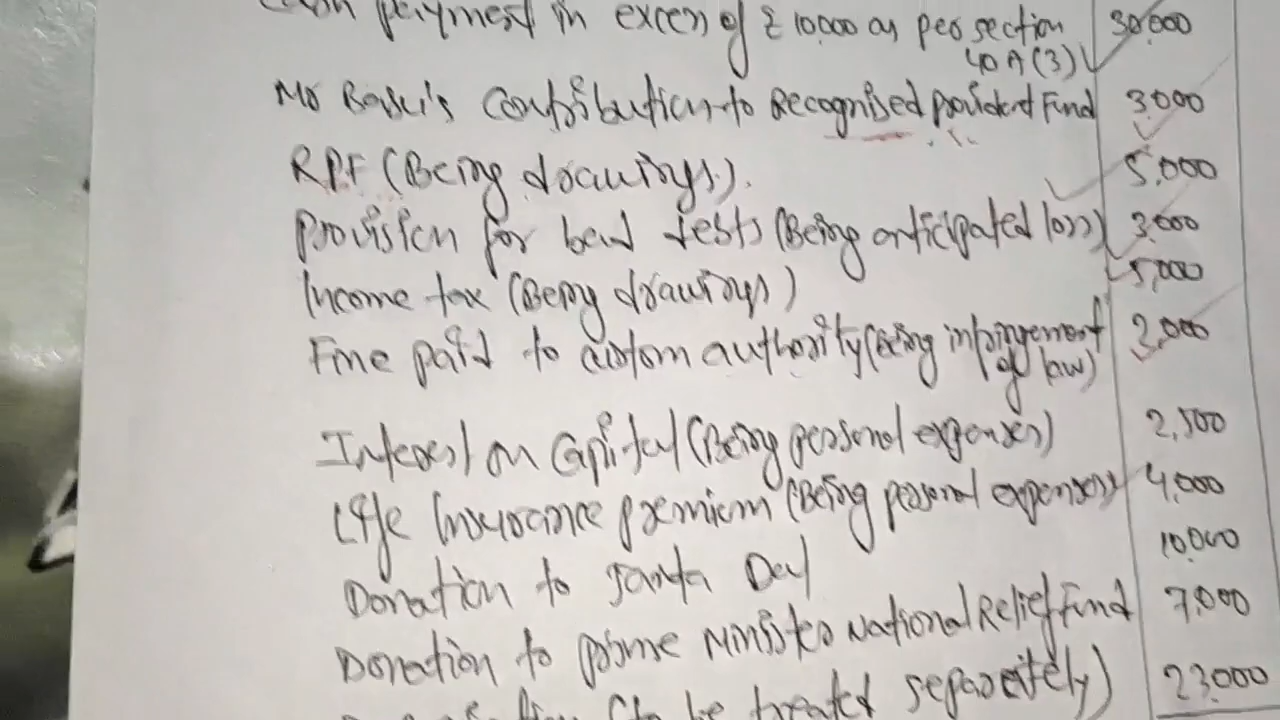 Cash payment in excess of ₹ 10,000 as per section 30,000
40 A (3)
Mr Basu's Contribution to Recognised provident Fund 3,000
RPF (Being drawings). 5,000
Provision for bad debts (Being anticipated loss) 3,000
Income tax (Being drawings) 5,000
Fine paid to custom authority (Being infringement 2,000
of law)
Interest on Capital (Being personal expenses) 2,500
Life Insurance premium (Being personal expenses) 4,000
Donation to Janta Dal 10,000
Donation to prime Minister National Relief Fund 7,000
(to be treated separately) 23,000